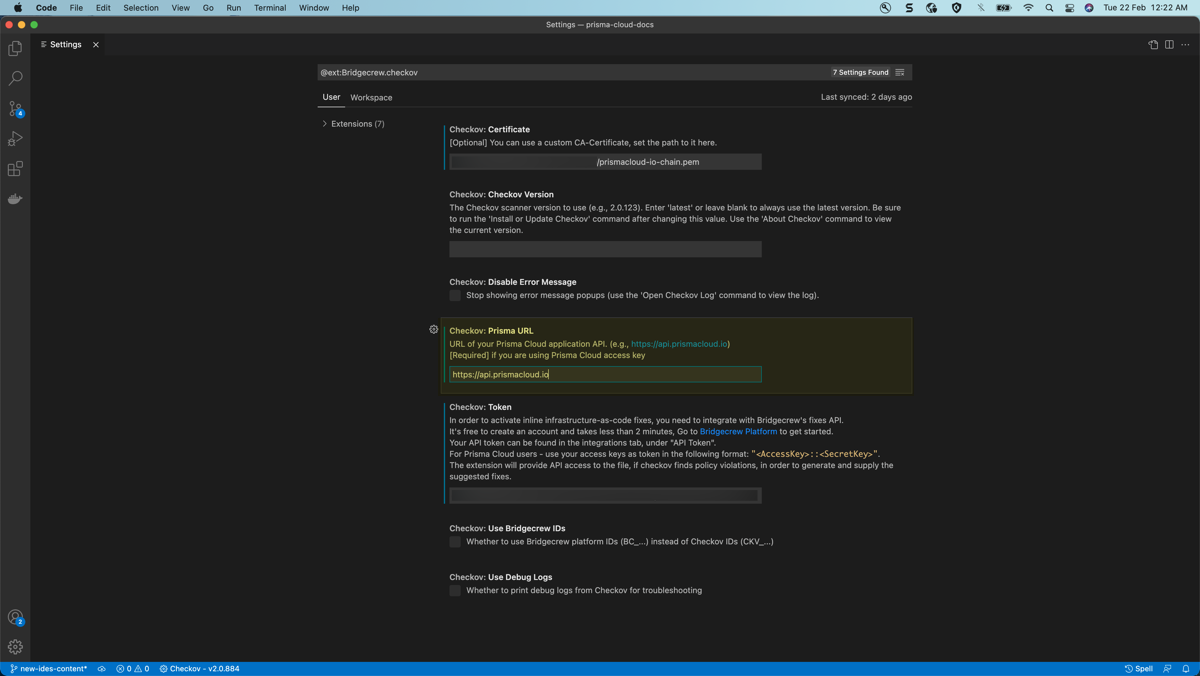 Code File Edit Selection View Go Run Terminal Window Help
Tue 22 Feb 12:22 AM
Settings — prisma-cloud-docs
Settings
@ext:Bridgecrew.checkov
7 Settings Found
User Workspace
Last synced: 2 days ago
Extensions (7)
Checkov: Certificate
[Optional] You can use a custom CA-Certificate, set the path to it here.
/prismacloud-io-chain.pem
Checkov: Checkov Version
The Checkov scanner version to use (e.g., 2.0.123). Enter 'latest' or leave blank to always use the latest version. Be sure
to run the 'Install or Update Checkov' command after changing this value. Use the 'About Checkov' command to view
the current version.
Checkov: Disable Error Message
Stop showing error message popups (use the 'Open Checkov Log' command to view the log).
Checkov: Prisma URL
URL of your Prisma Cloud application API. (e.g., https://api.prismacloud.io)
[Required] if you are using Prisma Cloud access key
https://api.prismacloud.io
Checkov: Token
In order to activate inline infrastructure-as-code fixes, you need to integrate with Bridgecrew's fixes API.
It's free to create an account and takes less than 2 minutes, Go to Bridgecrew Platform to get started.
Your API token can be found in the integrations tab, under "API Token".
For Prisma Cloud users - use your access keys as token in the following format: "<AccessKey>::<SecretKey>".
The extension will provide API access to the file, if checkov finds policy violations, in order to generate and supply the
suggested fixes.
Checkov: Use Bridgecrew IDs
Whether to use Bridgecrew platform IDs (BC_...) instead of Checkov IDs (CKV_...)
Checkov: Use Debug Logs
Whether to print debug logs from Checkov for troubleshooting
4
2
new-ides-content* 0 0 Checkov - v2.0.884
Spell